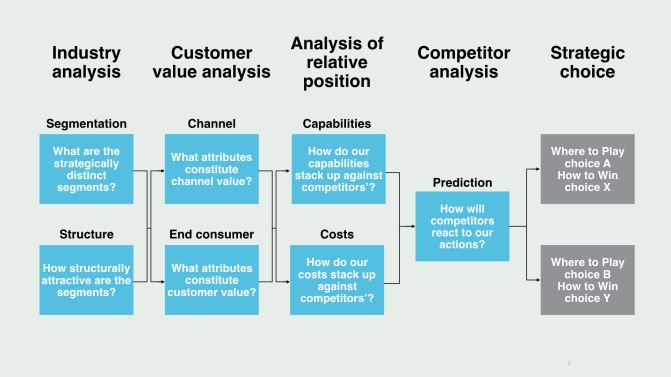 Industry
analysis
Customer
value analysis
Analysis of
relative
position
Competitor
analysis
Strategic
choice
Segmentation
What are the
strategically
distinct
segments?
Structure
How structurally
attractive are the
segments?
Channel
What attributes
constitute
channel value?
End consumer
What attributes
constitute
customer value?
Capabilities
How do our
capabilities
stack up against
competitors'?
Costs
How do our
costs stack up
against
competitors'?
Prediction
How will
competitors
react to our
actions?
Where to Play
choice A
How to Win
choice X
Where to Play
choice B
How to Win
choice Y